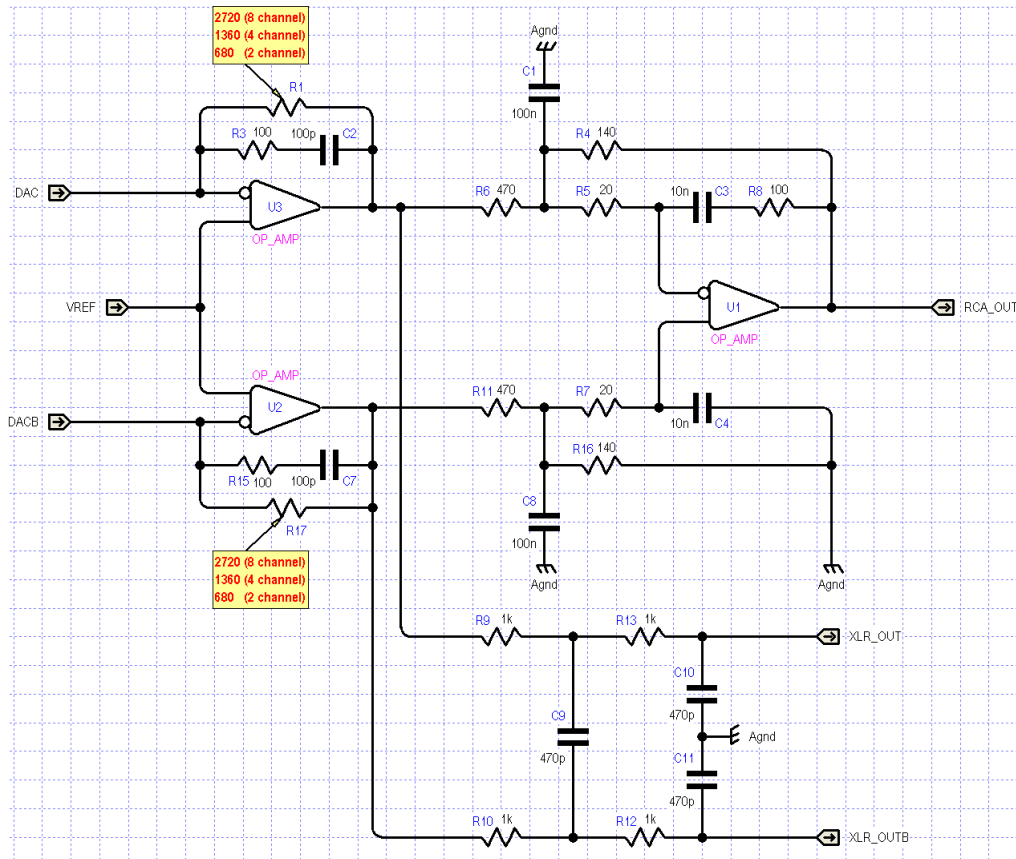 2720 (8 channel)
1360 (4 channel)
680 (2 channel)
R1
R3 100 100p C2
DAC
U3
OP_AMP
VREF
OP_AMP
U2
DACB
R15 100 100p C7
R17
2720 (8 channel)
1360 (4 channel)
680 (2 channel)
Agnd
C1
100n
R4 140
R6 470
R5 20
10n C3 R8 100
U1
OP_AMP
RCA_OUT
R11 470
R7 20
10n C4
R16 140
C8
100n
Agnd
Agnd
R9 1k
R13 1k
XLR_OUT
C10
470p
C9
470p
Agnd
C11
470p
R10 1k
R12 1k
XLR_OUTB